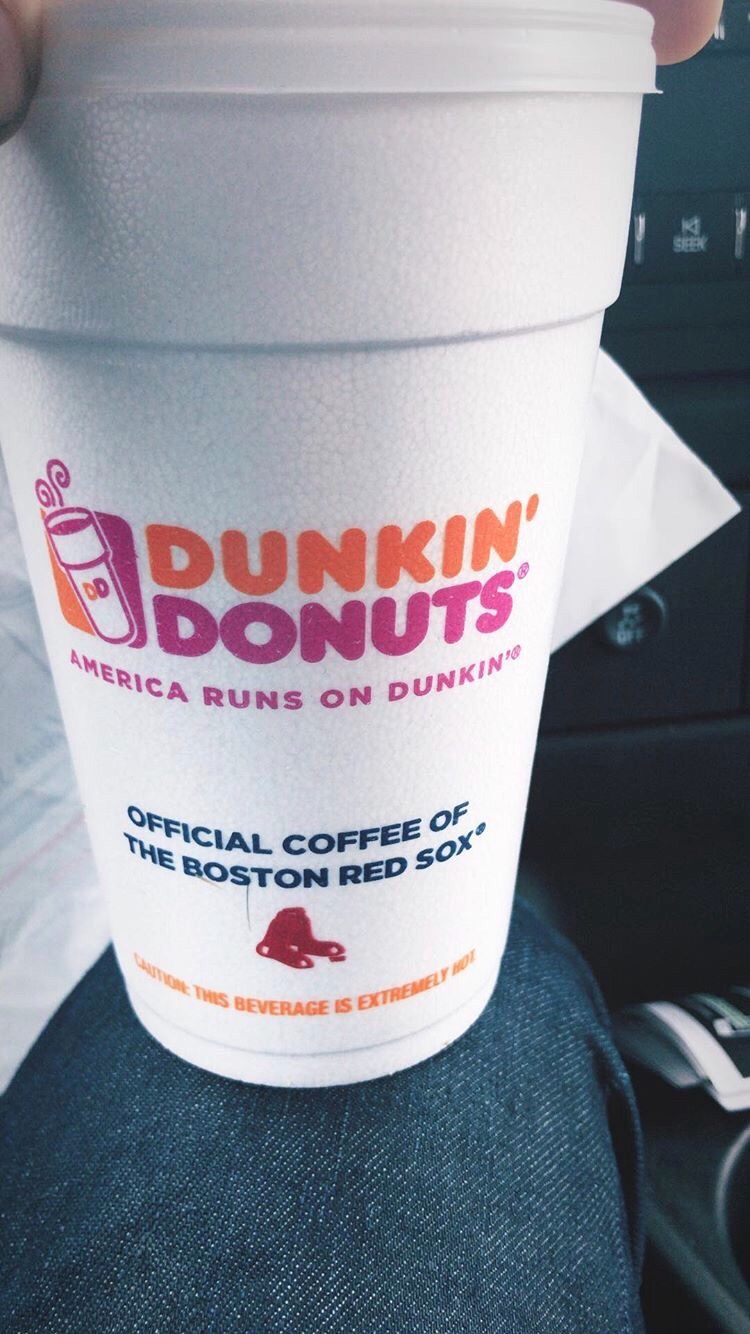 DD
DUNKIN'
DONUTS®
AMERICA RUNS ON DUNKIN'®
OFFICIAL COFFEE OF
THE BOSTON RED SOX®
CAUTION: THIS BEVERAGE IS EXTREMELY HOT
SEEK